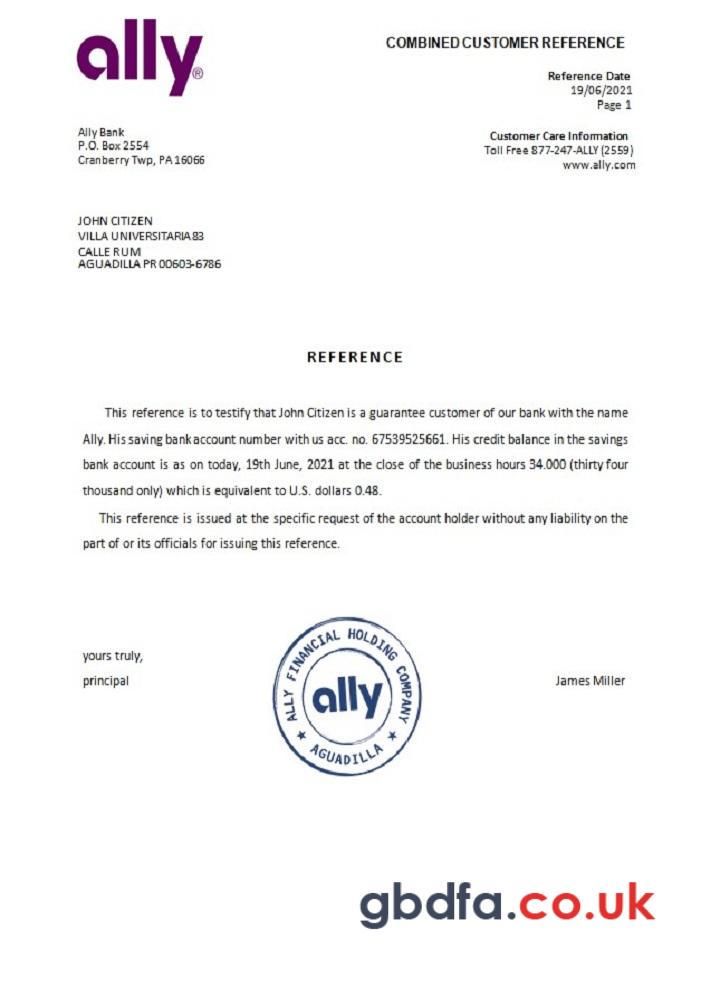 ally®
COMBINED CUSTOMER REFERENCE
Reference Date
19/06/2021
Page 1
Ally Bank
P.O. Box 2554
Cranberry Twp, PA 16066
Customer Care Information
Toll Free 877-247-ALLY (2559)
www.ally.com
JOHN CITIZEN
VILLA UNIVERSITARIA83
CALLE RUM
AGUADILLA PR 00603-6786
REFERENCE
This reference is to testify that John Citizen is a guarantee customer of our bank with the name
Ally. His saving bank account number with us acc. no. 67539525661. His credit balance in the savings
bank account is as on today, 19th June, 2021 at the close of the business hours 34.000 (thirty four
thousand only) which is equivalent to U.S. dollars 0.48.
This reference is issued at the specific request of the account holder without any liability on the
part of or its officials for issuing this reference.
yours truly,
principal
ALLY FINANCIAL HOLDING COMPANY
ally
★ AGUADILLA ★
James Miller
gbdfa.co.uk